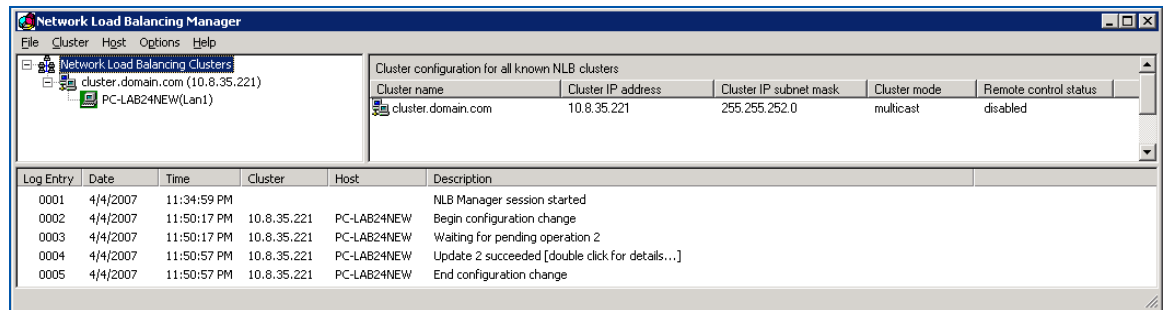 Network Load Balancing Manager
File Cluster Host Options Help
Network Load Balancing Clusters
cluster.domain.com (10.8.35.221)
PC-LAB24NEW(Lan1)
Cluster configuration for all known NLB clusters
Cluster name Cluster IP address Cluster IP subnet mask Cluster mode Remote control status
cluster.domain.com 10.8.35.221 255.255.252.0 multicast disabled
Log Entry Date Time Cluster Host Description
0001 4/4/2007 11:34:59 PM NLB Manager session started
0002 4/4/2007 11:50:17 PM 10.8.35.221 PC-LAB24NEW Begin configuration change
0003 4/4/2007 11:50:17 PM 10.8.35.221 PC-LAB24NEW Waiting for pending operation 2
0004 4/4/2007 11:50:57 PM 10.8.35.221 PC-LAB24NEW Update 2 succeeded [double click for details...]
0005 4/4/2007 11:50:57 PM 10.8.35.221 PC-LAB24NEW End configuration change